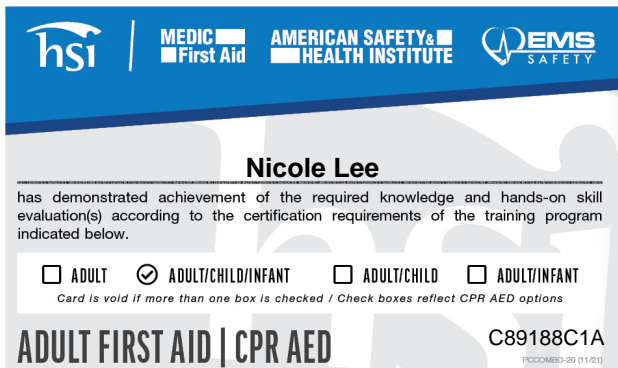 hsi
MEDIC First Aid
AMERICAN SAFETY & HEALTH INSTITUTE
EMS SAFETY
Nicole Lee
has demonstrated achievement of the required knowledge and hands-on skill
evaluation(s) according to the certification requirements of the training program
indicated below.
ADULT ADULT/CHILD/INFANT ADULT/CHILD ADULT/INFANT
Card is void if more than one box is checked / Check boxes reflect CPR AED options
ADULT FIRST AID | CPR AED
C89188C1A
PCCOMBO-20 (11/21)